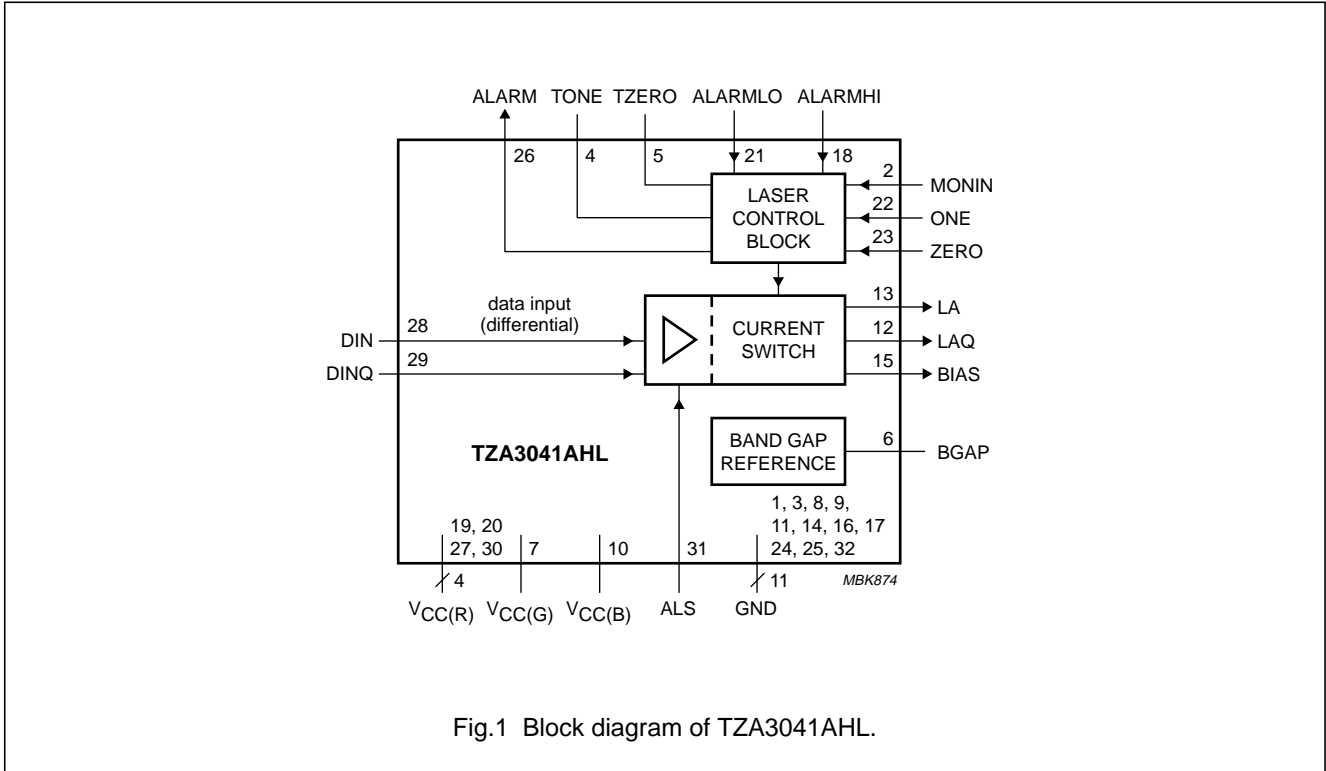 ALARM TONE TZERO ALARMLO ALARMHI
26 4 5 21 18
2 MONIN
LASER
CONTROL
BLOCK
22 ONE
23 ZERO
data input
(differential)
DIN 28
DINQ 29
CURRENT
SWITCH
13 LA
12 LAQ
15 BIAS
TZA3041AHL
BAND GAP
REFERENCE
6 BGAP
19, 20
27, 30
7 10 31
1, 3, 8, 9,
11, 14, 16, 17
24, 25, 32
4 11 MBK874
VCC(R) VCC(G) VCC(B) ALS GND
Fig.1 Block diagram of TZA3041AHL.